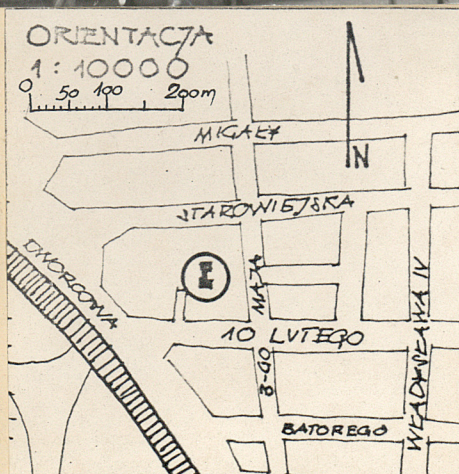 ORIENTACJA
1:10000
0 50 100 200m
N
MIGAŁY
STAROWIEJSKA
DWORCOWA
E
3-GO MAJA
10 LUTEGO
WŁADYSŁAWA IV
BATOREGO